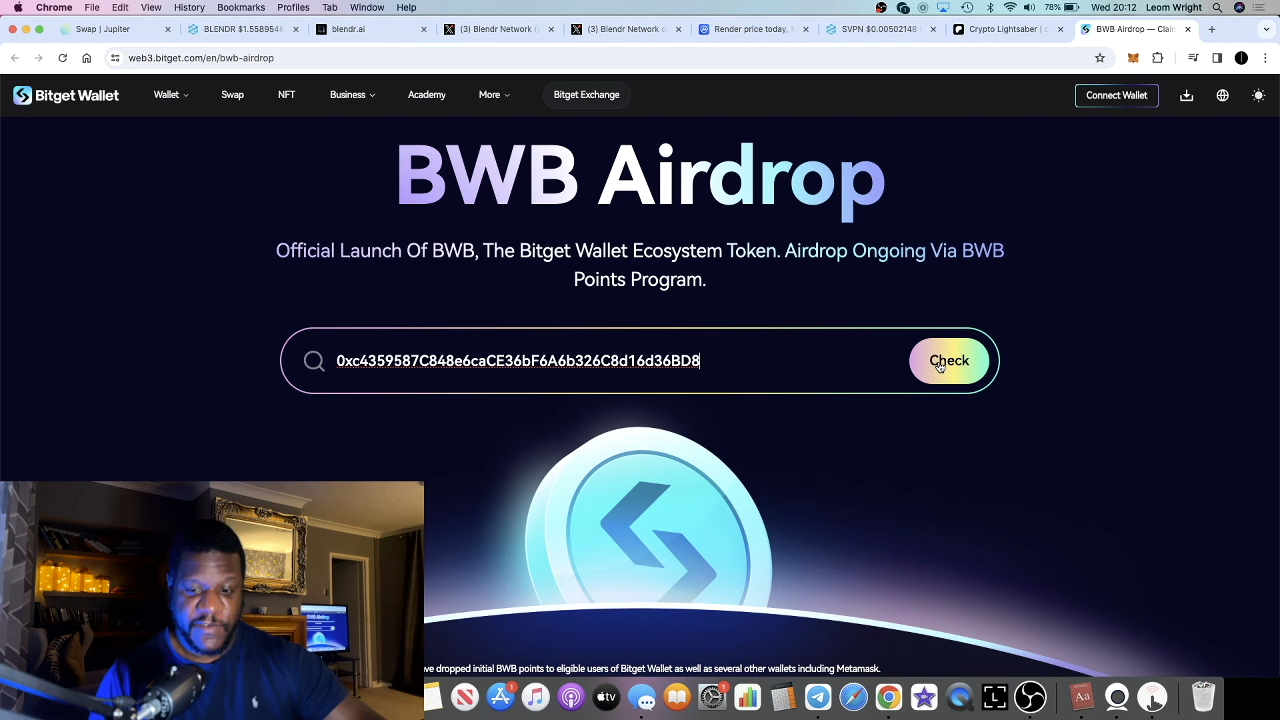 Chrome File Edit View History Bookmarks Profiles Tab Window Help 78% 20:12 Leom Wright
Swap | Jupiter BLENDR $1.5589546 blendr.ai (3) Blendr Network ( (3) Blendr Network o Render price today, SVPN $0.00502148 Crypto Lightsaber | c BWB Airdrop — Clai
web3.bitget.com/en/bwb-airdrop
Bitget Wallet Wallet Swap NFT Business Academy More Bitget Exchange Connect Wallet
BWB Airdrop
Official Launch Of BWB, The Bitget Wallet Ecosystem Token. Airdrop Ongoing Via BWB
Points Program.
0xc4359587C848e6caCE36bF6A6b326C8d16d36BD8 Check
we dropped initial BWB points to eligible users of Bitget Wallet as well as several other wallets including Metamask.
tv Aa